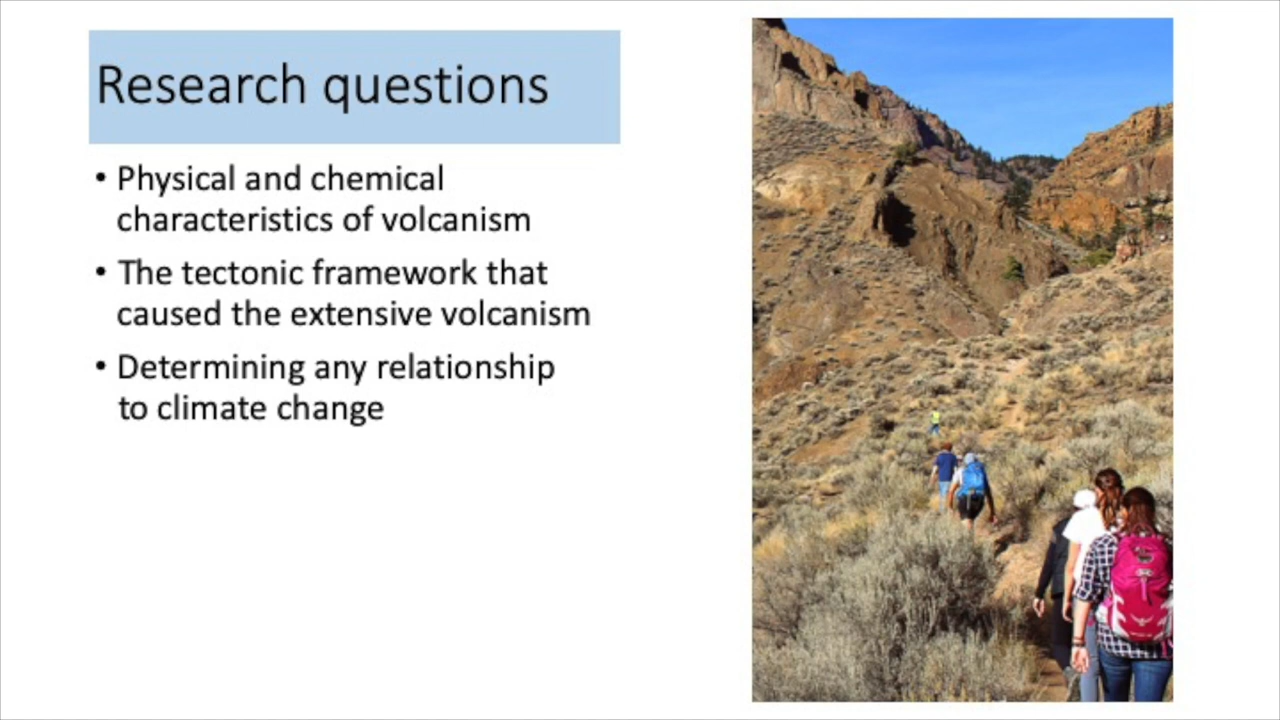 Research questions
• Physical and chemical
characteristics of volcanism
• The tectonic framework that
caused the extensive volcanism
• Determining any relationship
to climate change